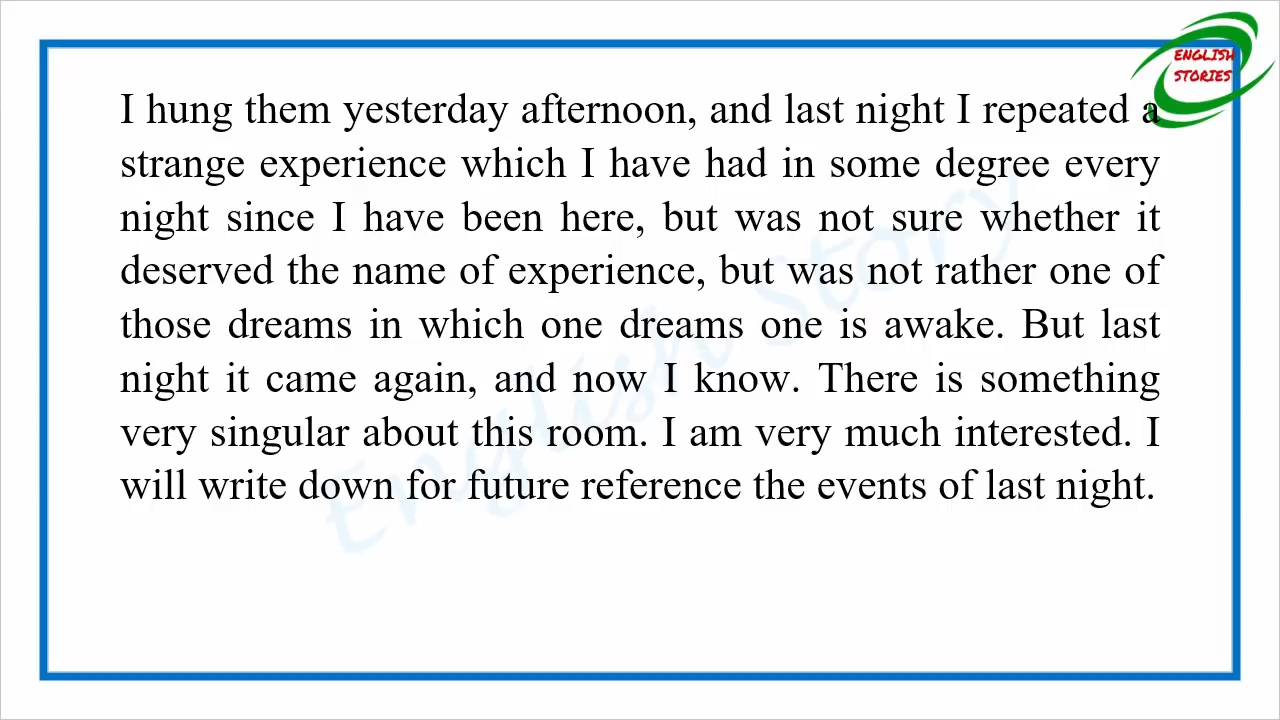 ENGLISH
STORIES
I hung them yesterday afternoon, and last night I repeated a
strange experience which I have had in some degree every
night since I have been here, but was not sure whether it
deserved the name of experience, but was not rather one of
those dreams in which one dreams one is awake. But last
night it came again, and now I know. There is something
very singular about this room. I am very much interested. I
will write down for future reference the events of last night.
English Story